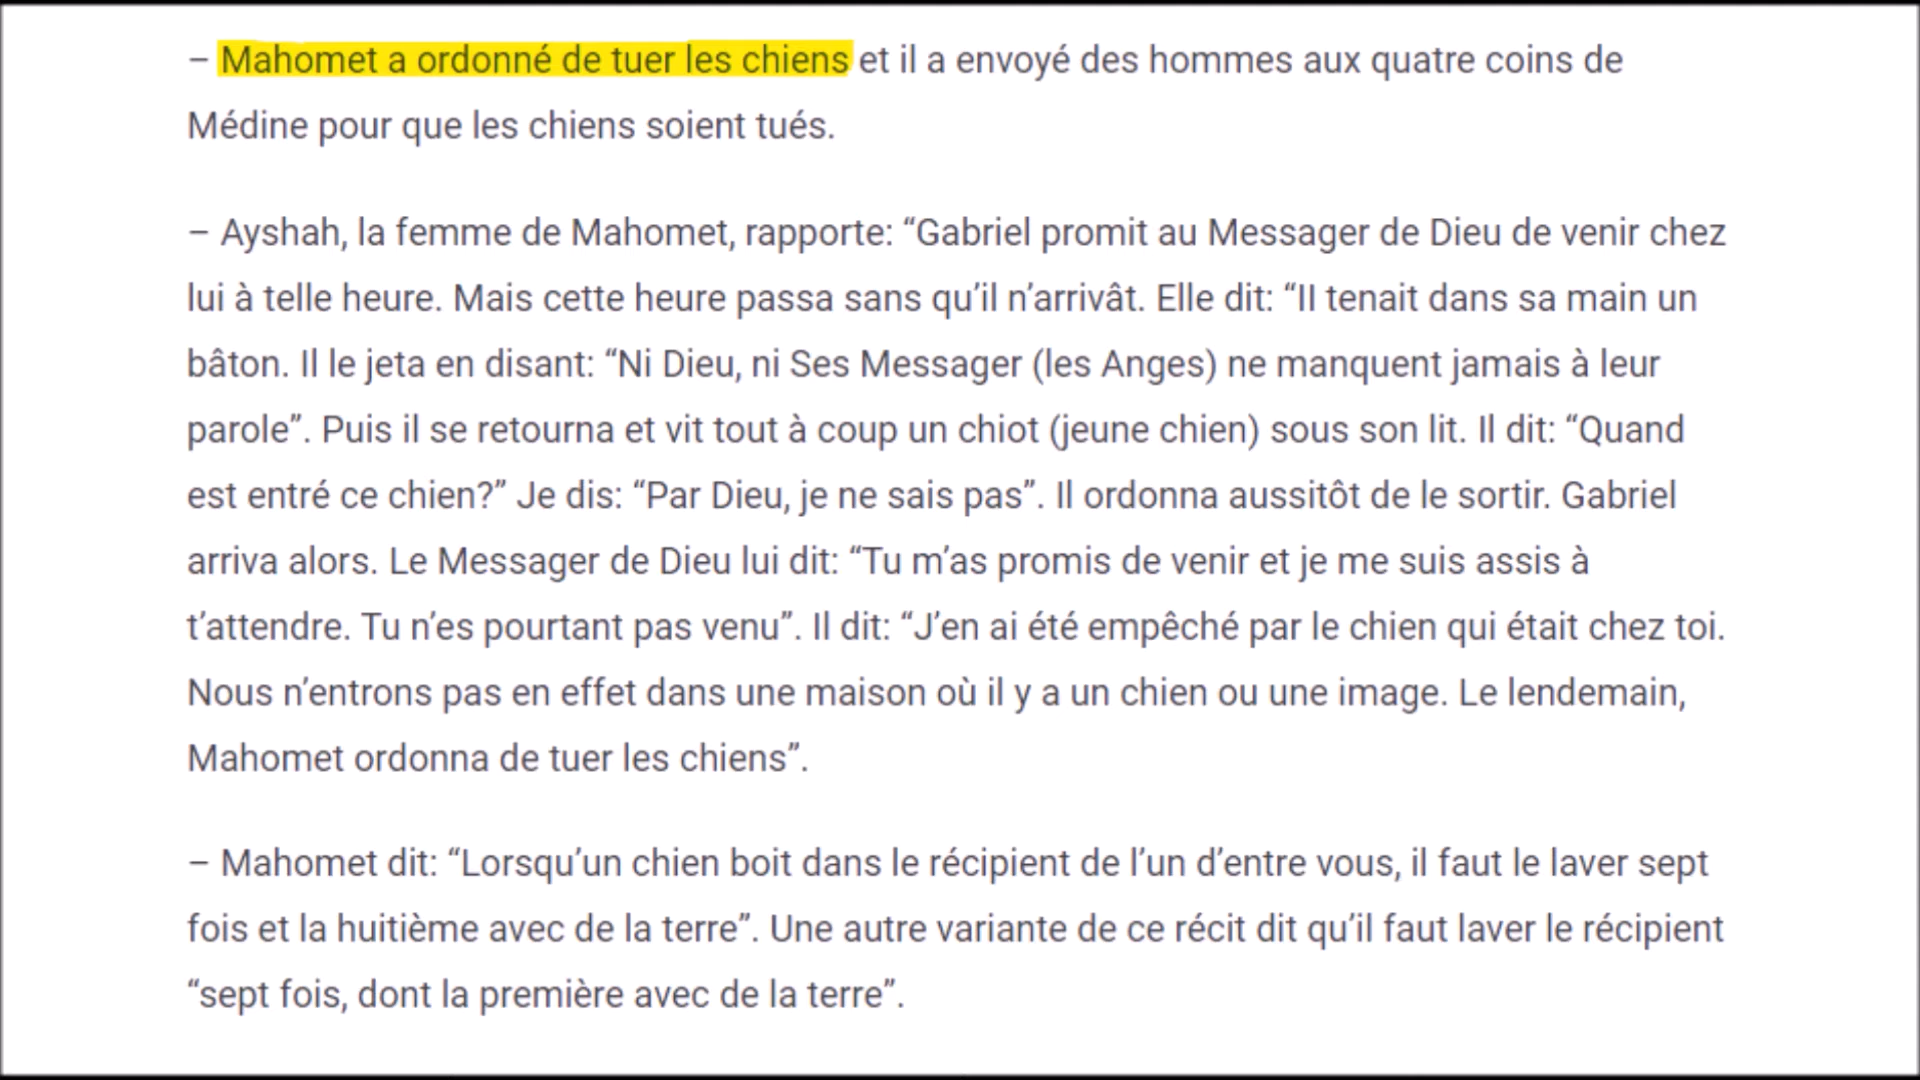 – Mahomet a ordonné de tuer les chiens et il a envoyé des hommes aux quatre coins de
Médine pour que les chiens soient tués.
– Ayshah, la femme de Mahomet, rapporte: “Gabriel promit au Messager de Dieu de venir chez
lui à telle heure. Mais cette heure passa sans qu’il n’arrivât. Elle dit: “II tenait dans sa main un
bâton. Il le jeta en disant: “Ni Dieu, ni Ses Messager (les Anges) ne manquent jamais à leur
parole”. Puis il se retourna et vit tout à coup un chiot (jeune chien) sous son lit. Il dit: “Quand
est entré ce chien?” Je dis: “Par Dieu, je ne sais pas”. Il ordonna aussitôt de le sortir. Gabriel
arriva alors. Le Messager de Dieu lui dit: “Tu m’as promis de venir et je me suis assis à
t’attendre. Tu n’es pourtant pas venu”. Il dit: “J’en ai été empêché par le chien qui était chez toi.
Nous n’entrons pas en effet dans une maison où il y a un chien ou une image. Le lendemain,
Mahomet ordonna de tuer les chiens”.
– Mahomet dit: “Lorsqu’un chien boit dans le récipient de l’un d’entre vous, il faut le laver sept
fois et la huitième avec de la terre”. Une autre variante de ce récit dit qu’il faut laver le récipient
“sept fois, dont la première avec de la terre”.